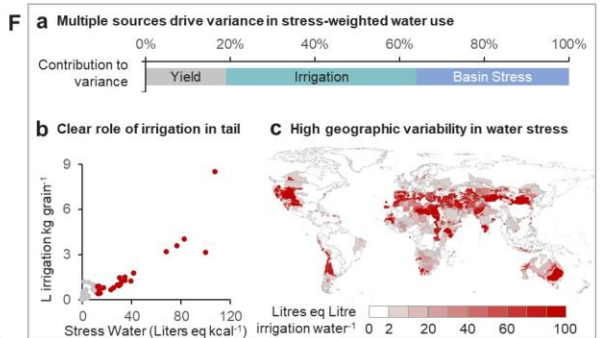 F
a Multiple sources drive variance in stress-weighted water use
0% 20% 40% 60% 80% 100%
Contribution to
variance
Yield Irrigation Basin Stress
b Clear role of irrigation in tail
c High geographic variability in water stress
L irrigation kg grain⁻¹
9
6
3
0
0 40 80 120
Stress Water (Liters eq kcal⁻¹)
Litres eq Litre
irrigation water⁻¹
0 2 20 40 60 100